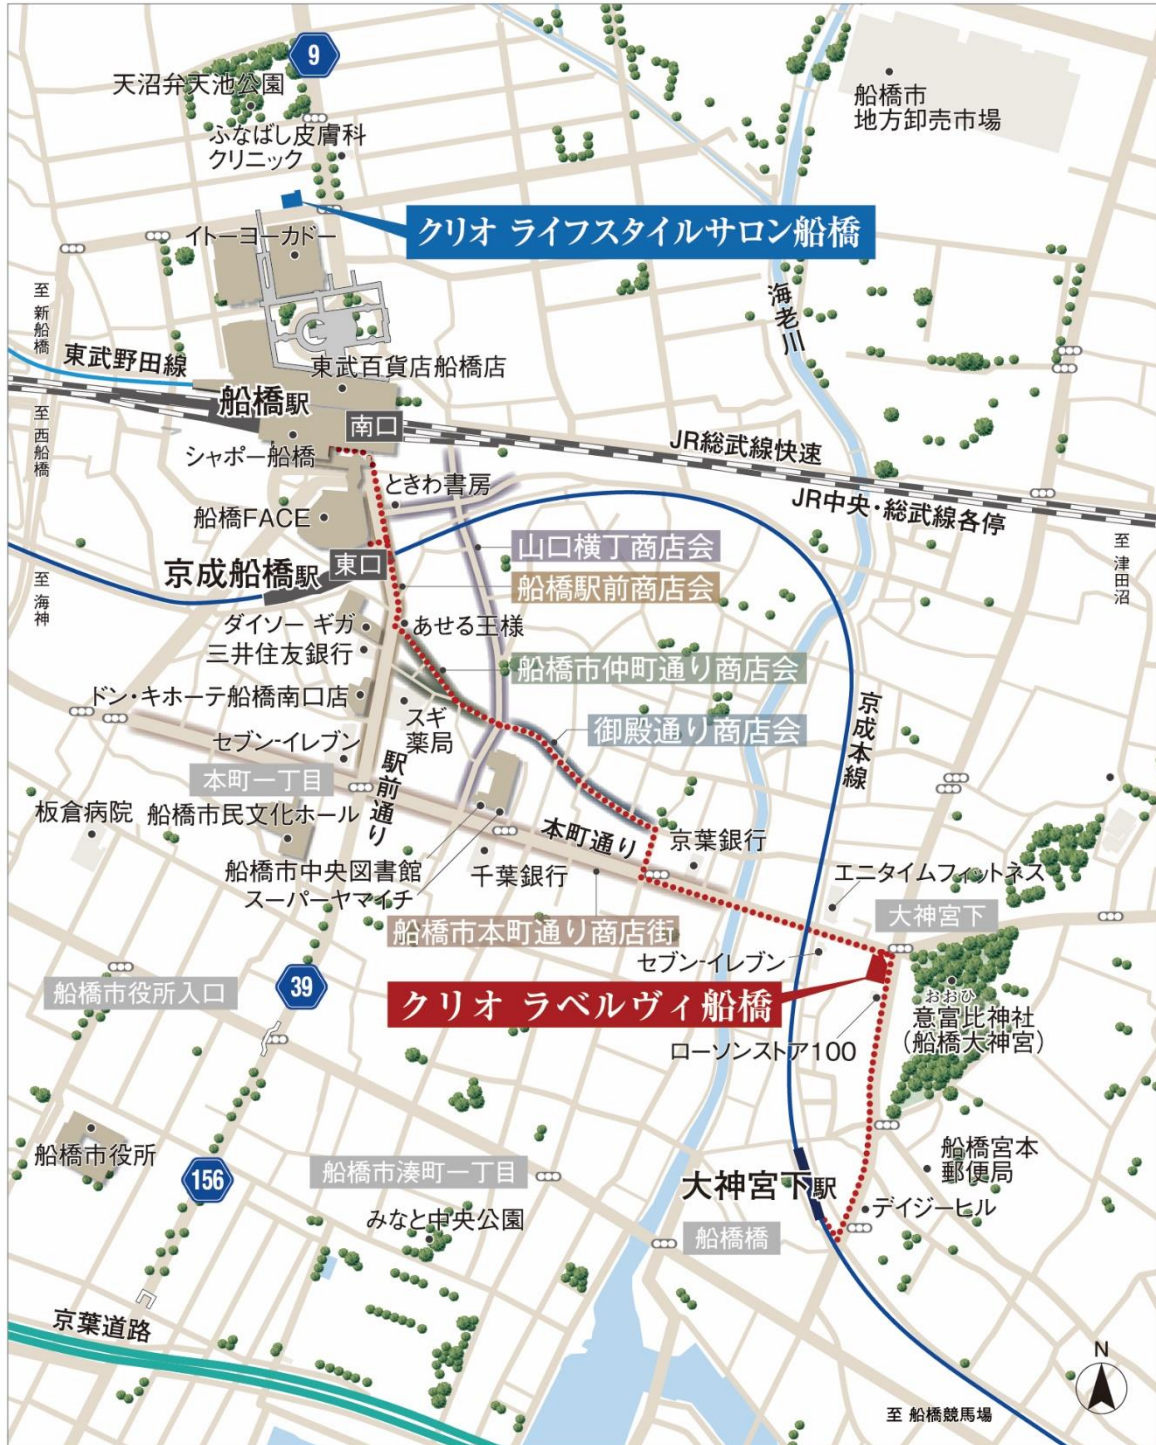 9
天沼弁天池公園
ふなばし皮膚科
クリニック
船橋市
地方卸売市場
クリオ ライフスタイルサロン船橋
イトーヨーカドー
海老川
至 新船橋
東武野田線
東武百貨店船橋店
船橋駅
南口
至 西船橋
シャポー船橋
JR総武線快速
ときわ書房
JR中央・総武線各停
船橋FACE
山口横丁商店会
至 津田沼
東口
京成船橋駅
船橋駅前商店会
至 海神
ダイソー ギガ
あせる王様
三井住友銀行
船橋市仲町通り商店会
ドン・キホーテ船橋南口店
スギ
薬局
御殿通り商店会
京成本線
セブン-イレブン
本町一丁目
駅前通り
板倉病院
船橋市民文化ホール
本町通り
京葉銀行
船橋市中央図書館
スーパーヤマイチ
千葉銀行
エニタイムフィットネス
大神宮下
船橋市本町通り商店街
セブン-イレブン
船橋市役所入口
39
クリオ ラベルヴィ船橋
おおひ
意富比神社
(船橋大神宮)
ローソンストア100
船橋市役所
156
船橋市湊町一丁目
船橋宮本
郵便局
大神宮下駅
デイジーヒル
みなと中央公園
船橋橋
京葉道路
N
至 船橋競馬場